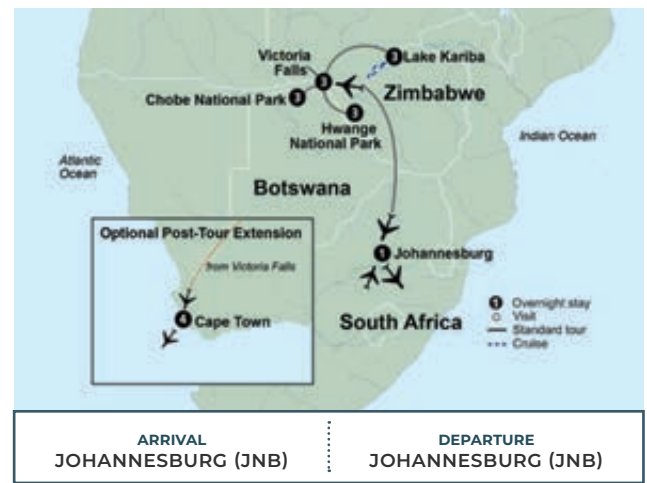 Victoria
Falls
3
3 Lake Kariba
Zimbabwe
Chobe National Park 3
3
Hwange
National Park
Indian Ocean
Atlantic
Ocean
Botswana
Optional Post-Tour Extension
from Victoria Falls
1 Johannesburg
4 Cape Town
South Africa
1 Overnight stay
Visit
Standard tour
Cruise
ARRIVAL
JOHANNESBURG (JNB)
DEPARTURE
JOHANNESBURG (JNB)